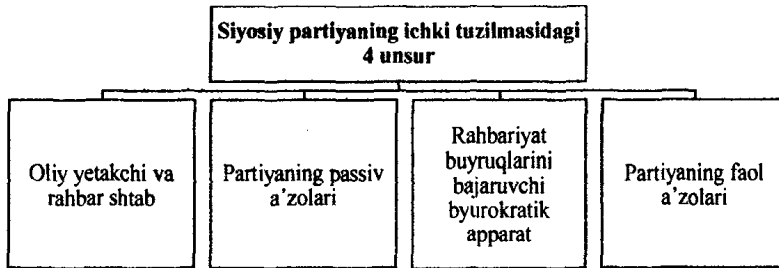 Siyosiy partiyaning ichki tuzilmasidagi
4 unsur
Oliy yetakchi va
rahbar shtab
Partiyaning passiv
a'zolari
Rahbariyat
buyruqlarini
bajaruvchi
byurokratik
apparat
Partiyaning faol
a'zolari